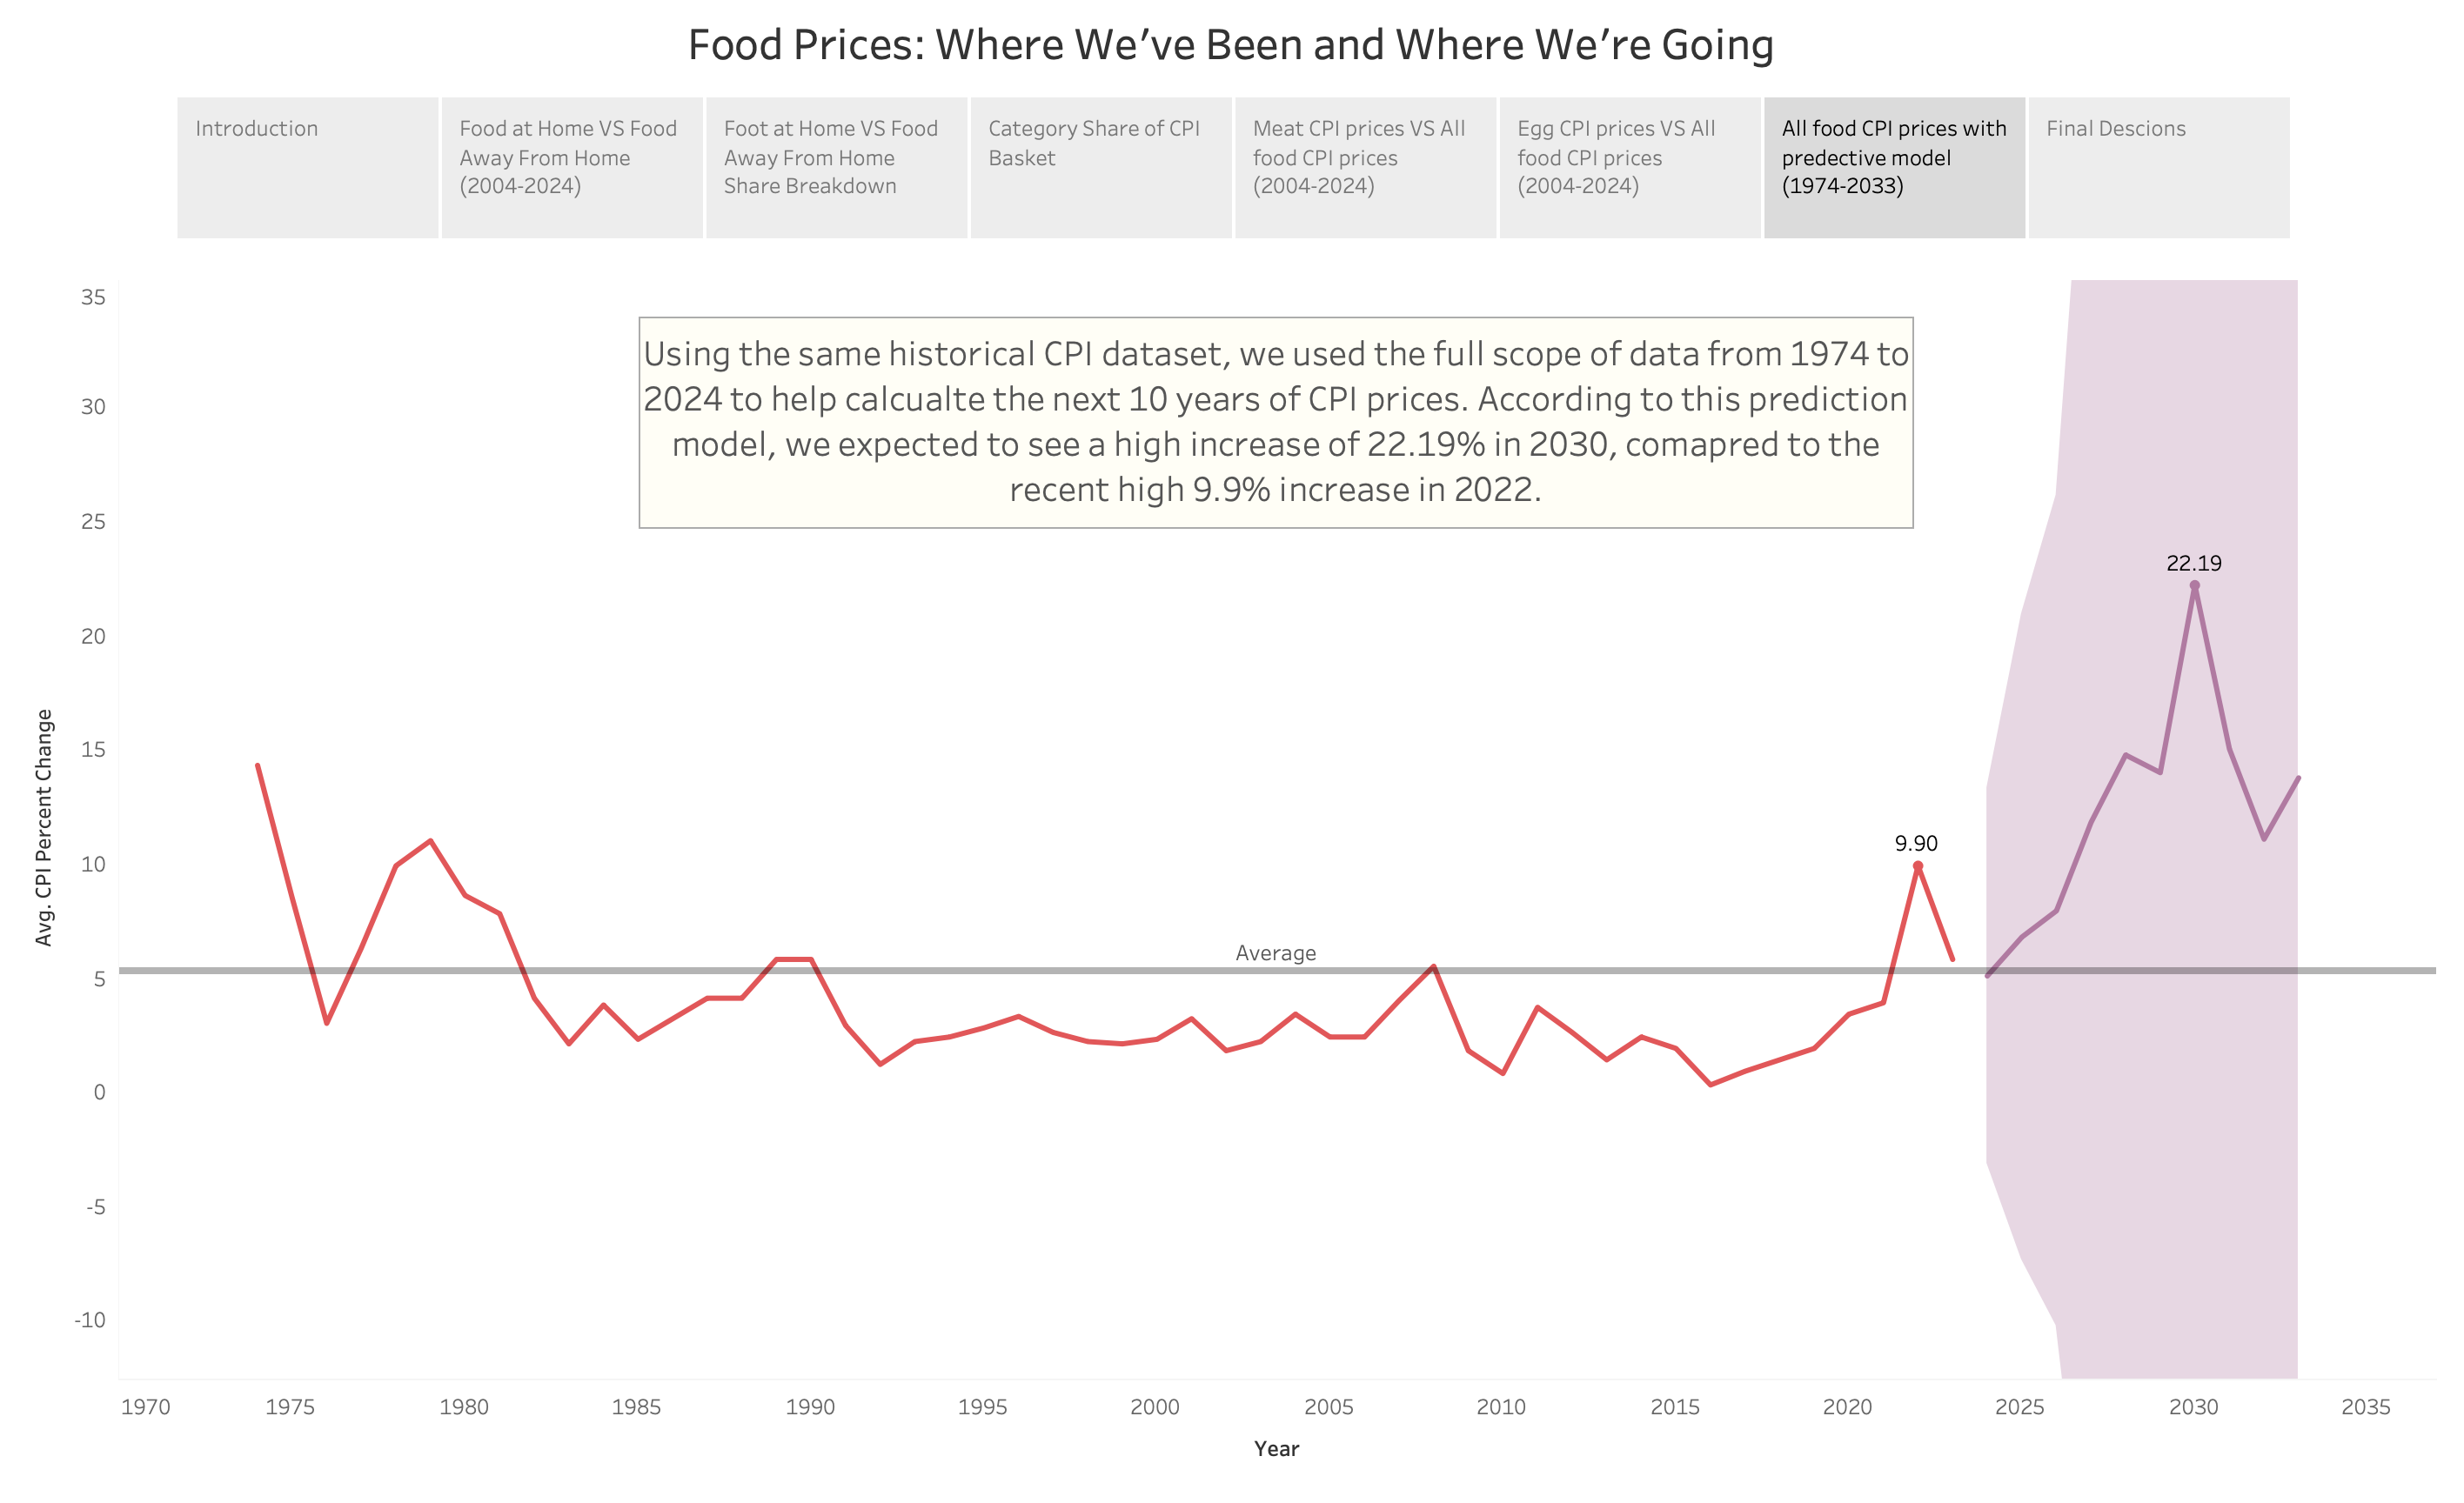 Food Prices: Where We’ve Been and Where We’re Going
Introduction
Food at Home VS Food
Away From Home
(2004-2024)
Foot at Home VS Food
Away From Home
Share Breakdown
Category Share of CPI
Basket
Meat CPI prices VS All
food CPI prices
(2004-2024)
Egg CPI prices VS All
food CPI prices
(2004-2024)
All food CPI prices with
predective model
(1974-2033)
Final Descions
Using the same historical CPI dataset, we used the full scope of data from 1974 to
2024 to help calcualte the next 10 years of CPI prices. According to this prediction
model, we expected to see a high increase of 22.19% in 2030, comapred to the
recent high 9.9% increase in 2022.
35
30
25
20
15
10
5
0
-5
-10
Avg. CPI Percent Change
22.19
9.90
Average
1970
1975
1980
1985
1990
1995
2000
2005
2010
2015
2020
2025
2030
2035
Year